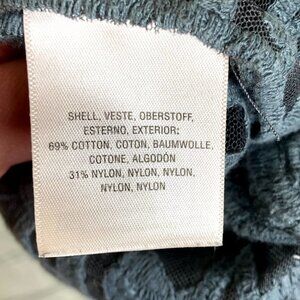 SHELL, VESTE, OBERSTOFF,
ESTERNO, EXTERIOR:
69% COTTON, COTON, BAUMWOLLE,
COTONE, ALGODÓN
31% NYLON, NYLON, NYLON,
NYLON, NYLON